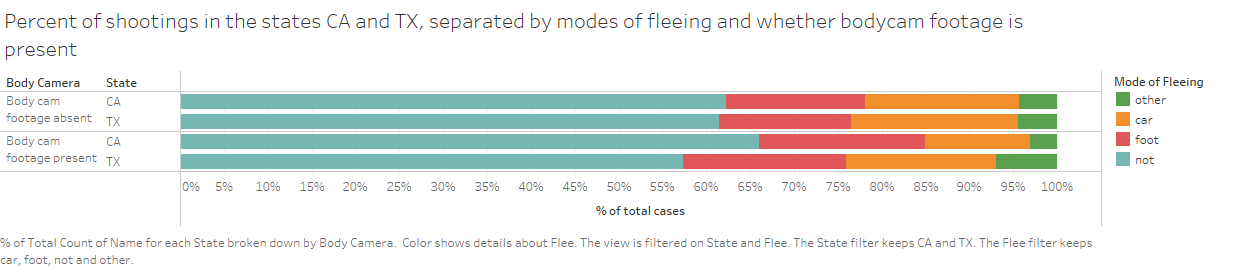 Percent of shootings in the states CA and TX, separated by modes of fleeing and whether bodycam footage is
present
Body Camera State
Mode of Fleeing
Body cam
footage absent
CA
TX
Body cam
footage present
CA
TX
other
car
foot
not
0% 5% 10% 15% 20% 25% 30% 35% 40% 45% 50% 55% 60% 65% 70% 75% 80% 85% 90% 95% 100%
% of total cases
% of Total Count of Name for each State broken down by Body Camera. Color shows details about Flee. The view is filtered on State and Flee. The State filter keeps CA and TX. The Flee filter keeps
car, foot, not and other.